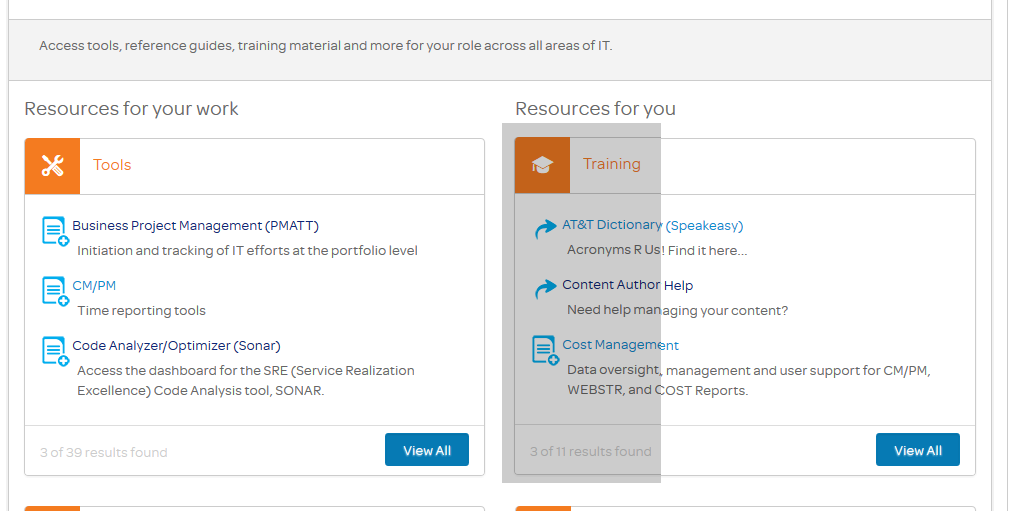 Access tools, reference guides, training material and more for your role across all areas of IT.
Resources for your work
Tools
Business Project Management (PMATT)
Initiation and tracking of IT efforts at the portfolio level
CM/PM
Time reporting tools
Code Analyzer/Optimizer (Sonar)
Access the dashboard for the SRE (Service Realization
Excellence) Code Analysis tool, SONAR.
3 of 39 results found
View All
Resources for you
Training
AT&T Dictionary (Speakeasy)
Acronyms R Us! Find it here...
Content Author Help
Need help managing your content?
Cost Management
Data oversight, management and user support for CM/PM,
WEBSTR, and COST Reports.
3 of 11 results found
View All